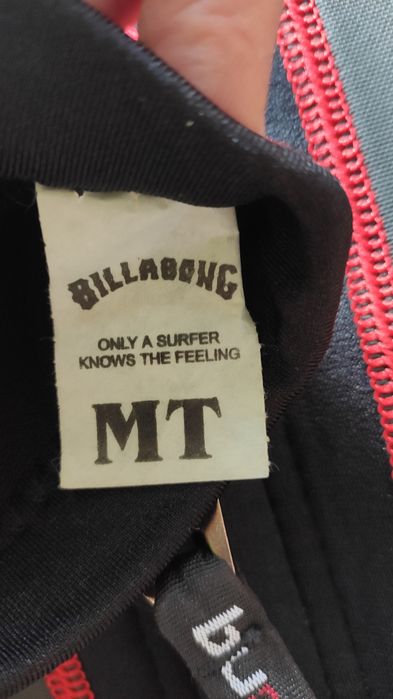 BILLABONG
ONLY A SURFER
KNOWS THE FEELING
MT